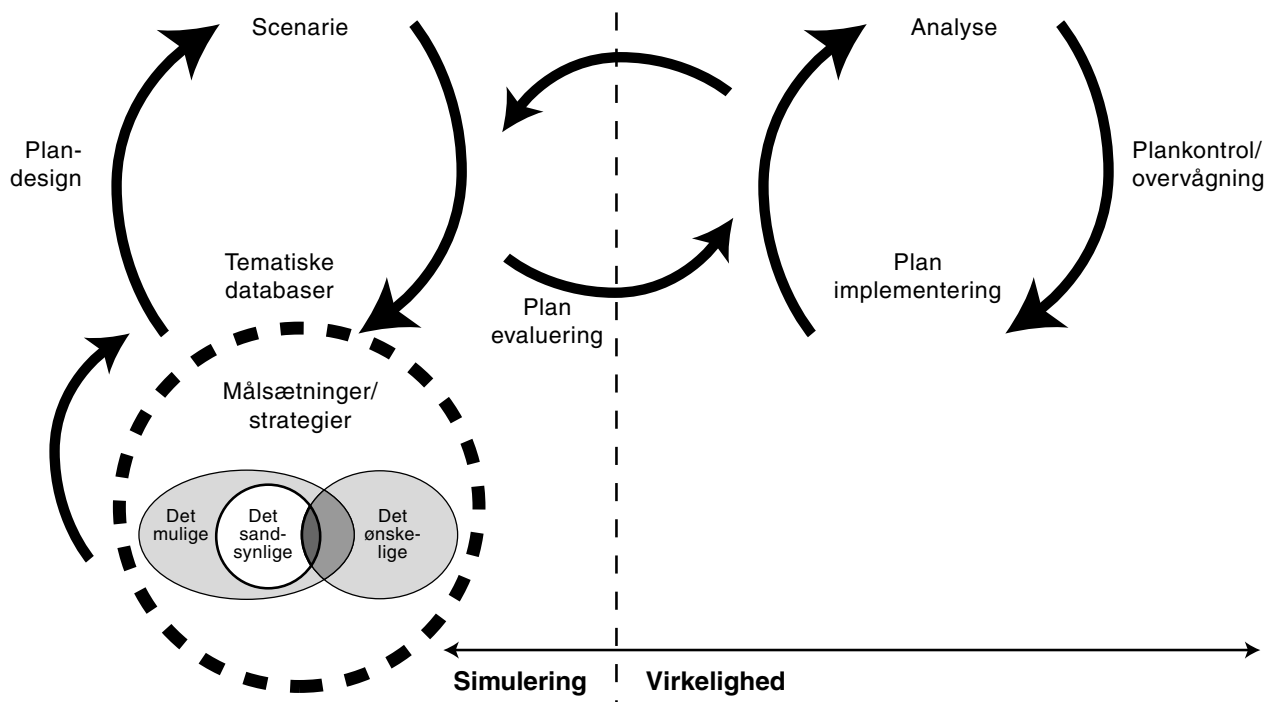 Scenarie
Analyse
Plan-
design
Plankontrol/
overvågning
Tematiske
databaser
Plan
implementering
Plan
evaluering
Målsætninger/
strategier
Det
mulige
Det
sand-
synlige
Det
ønske-
lige
Simulering
Virkelighed